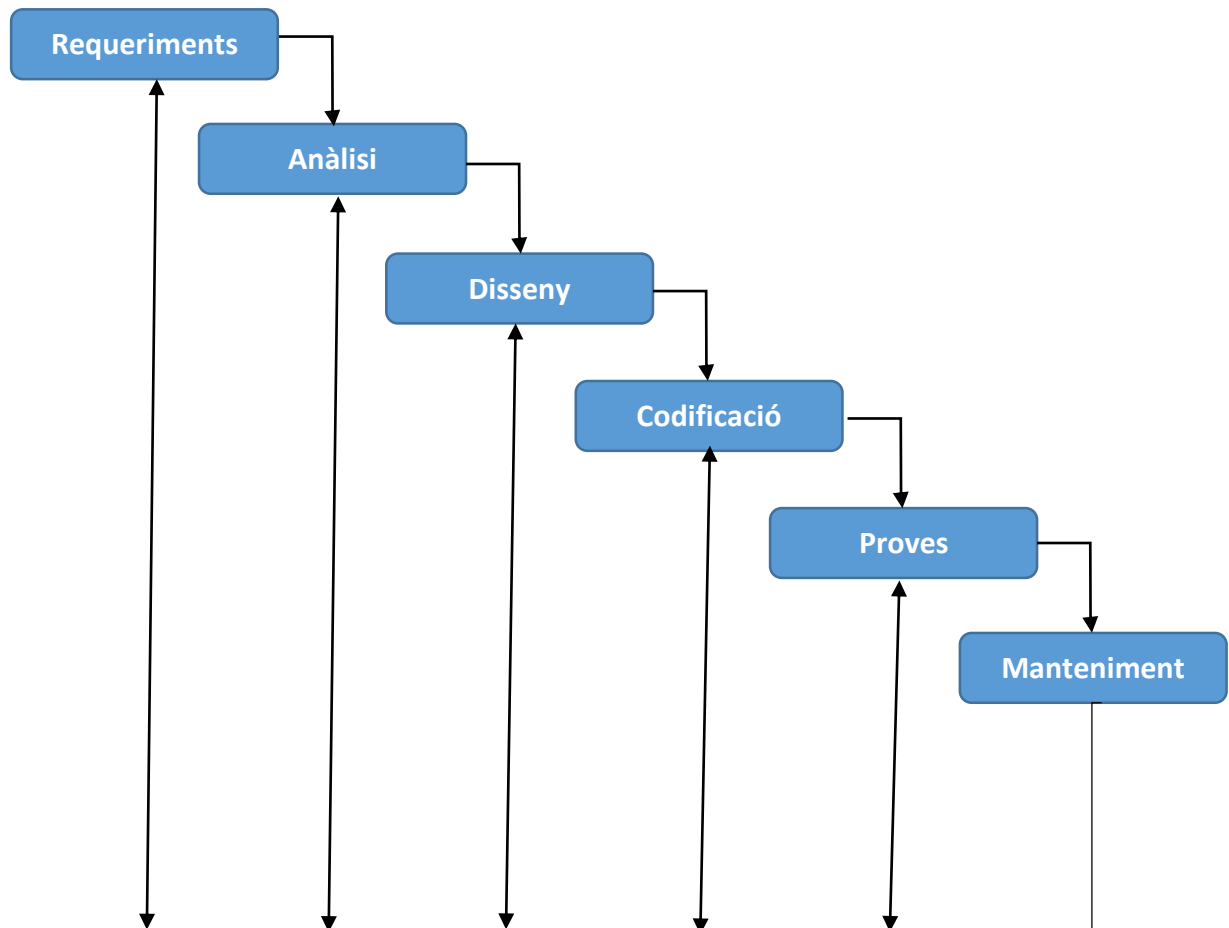 Requeriments
Anàlisi
Disseny
Codificació
Proves
Manteniment